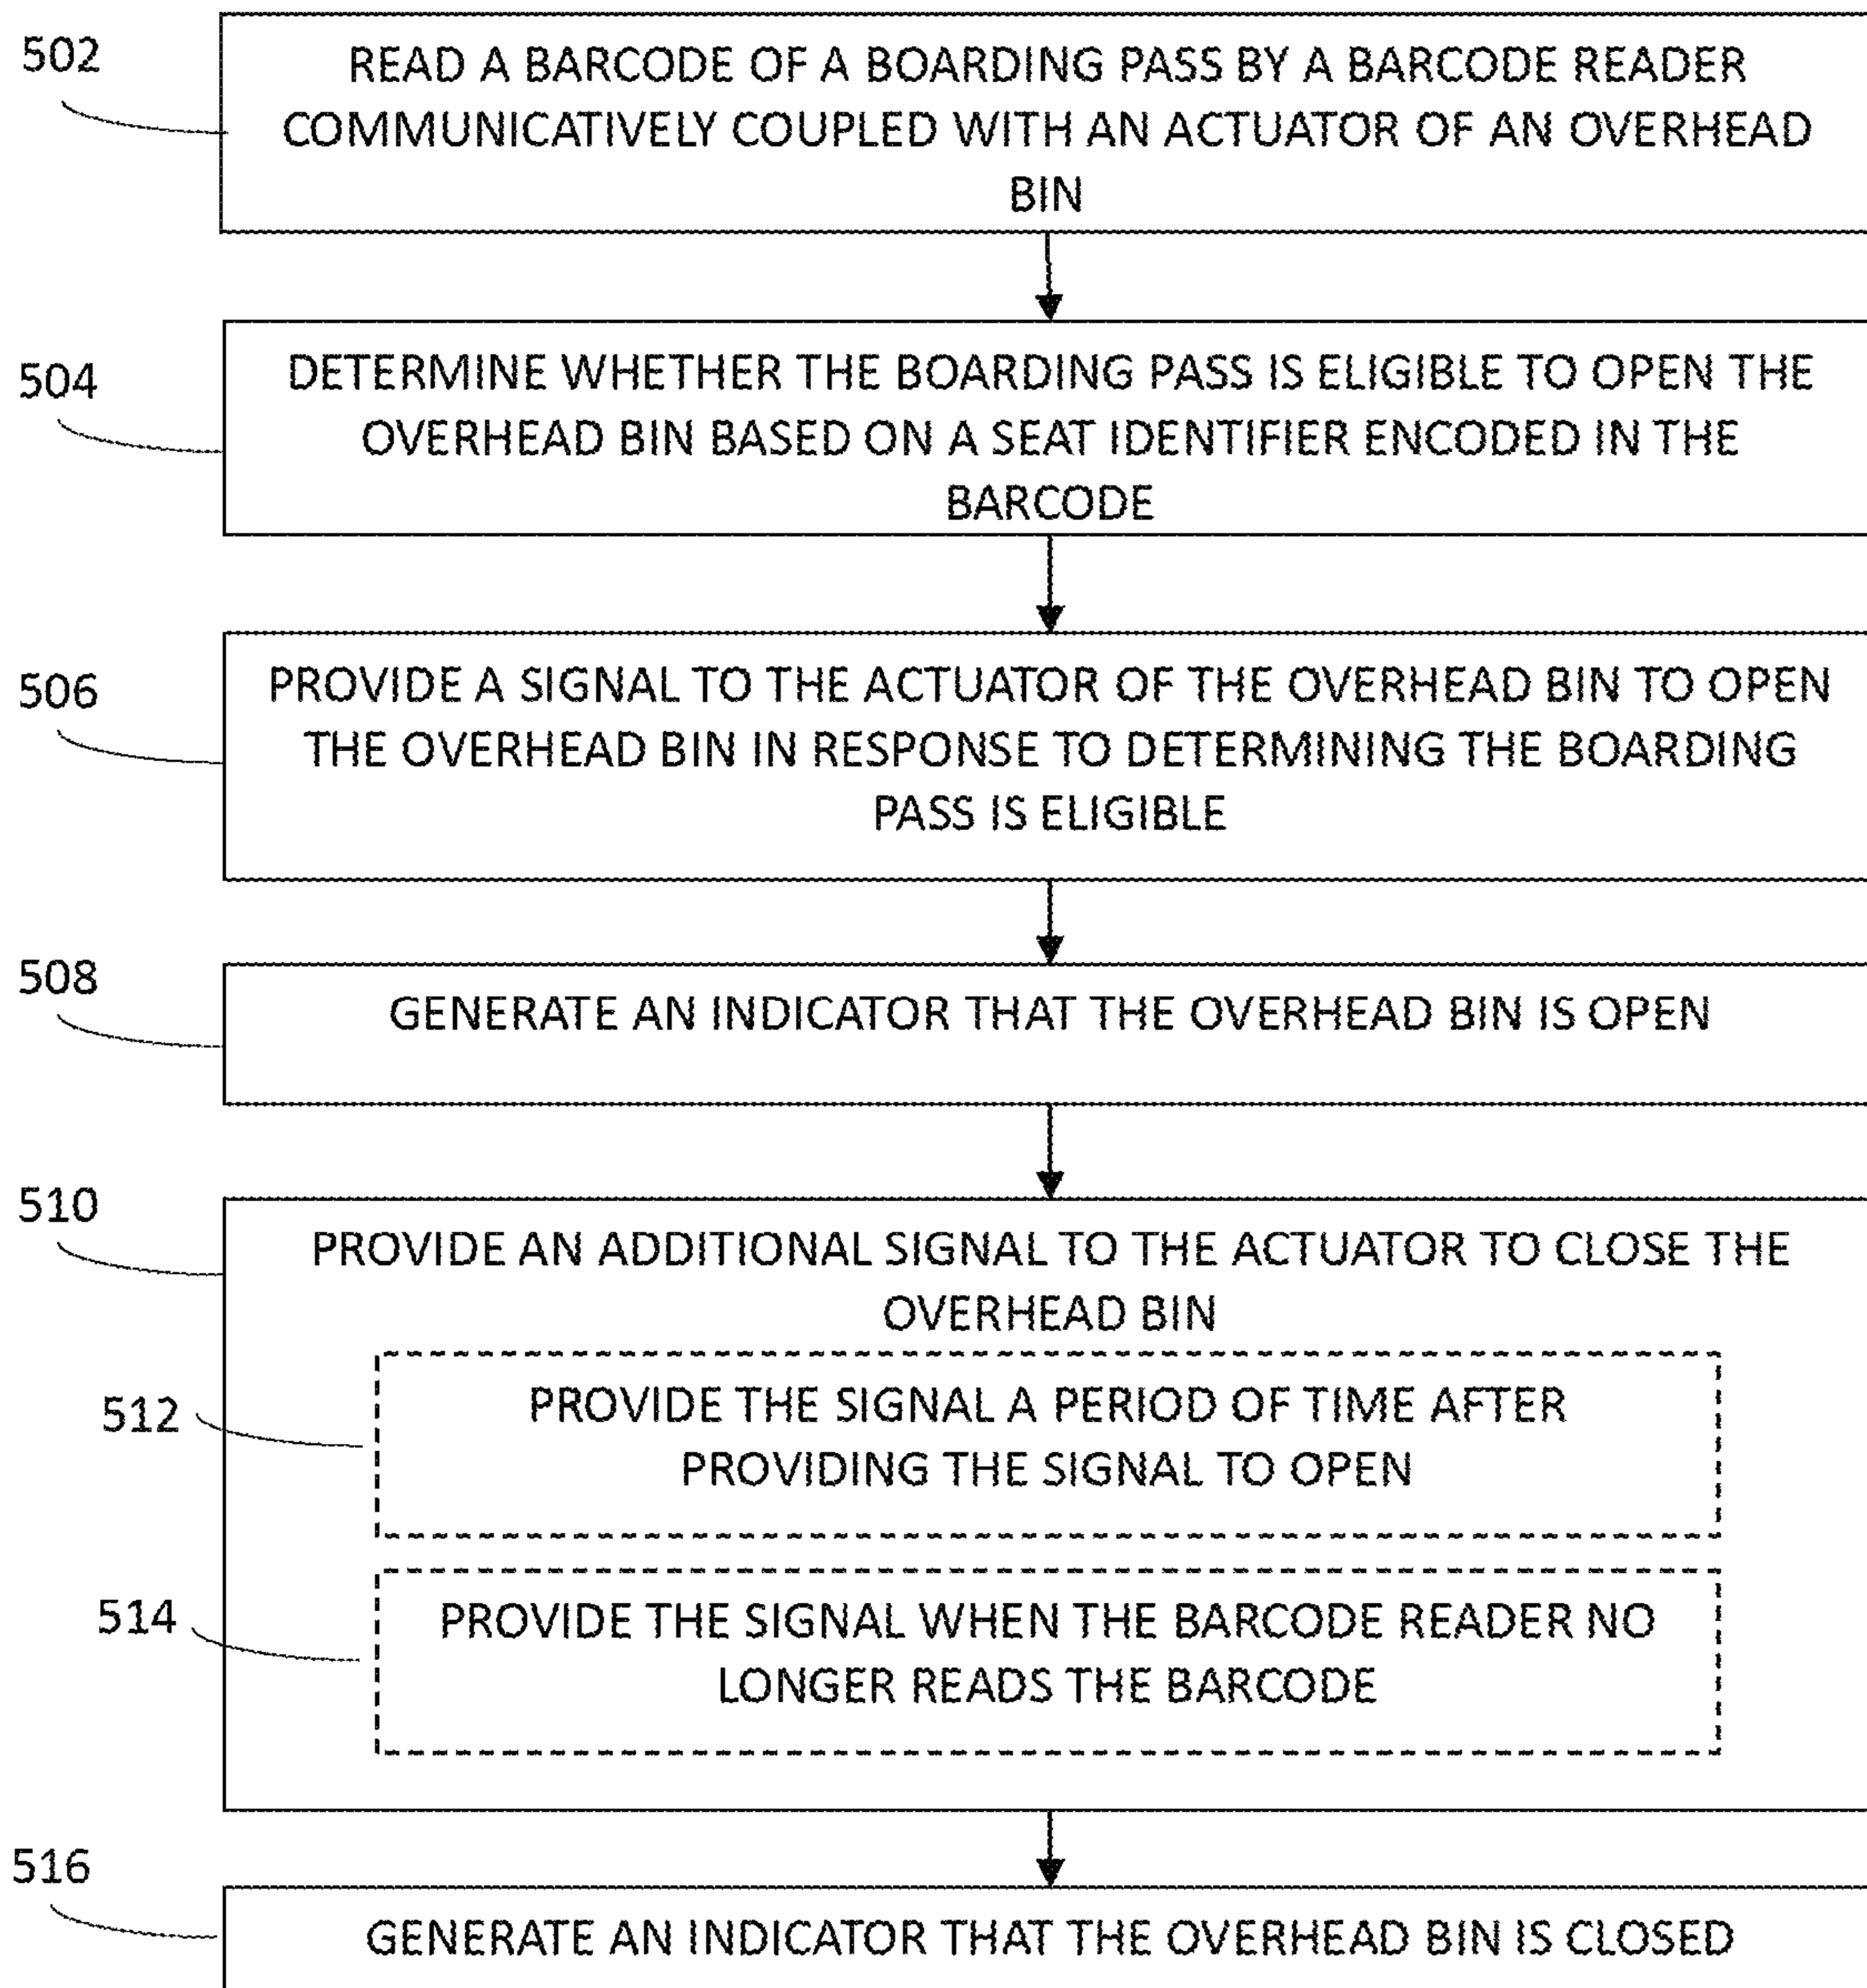 502
READ A BARCODE OF A BOARDING PASS BY A BARCODE READER
COMMUNICATIVELY COUPLED WITH AN ACTUATOR OF AN OVERHEAD
BIN
504
DETERMINE WHETHER THE BOARDING PASS IS ELIGIBLE TO OPEN THE
OVERHEAD BIN BASED ON A SEAT IDENTIFIER ENCODED IN THE
BARCODE
506
PROVIDE A SIGNAL TO THE ACTUATOR OF THE OVERHEAD BIN TO OPEN
THE OVERHEAD BIN IN RESPONSE TO DETERMINING THE BOARDING
PASS IS ELIGIBLE
508
GENERATE AN INDICATOR THAT THE OVERHEAD BIN IS OPEN
510
PROVIDE AN ADDITIONAL SIGNAL TO THE ACTUATOR TO CLOSE THE
OVERHEAD BIN
512
PROVIDE THE SIGNAL A PERIOD OF TIME AFTER
PROVIDING THE SIGNAL TO OPEN
514
PROVIDE THE SIGNAL WHEN THE BARCODE READER NO
LONGER READS THE BARCODE
516
GENERATE AN INDICATOR THAT THE OVERHEAD BIN IS CLOSED